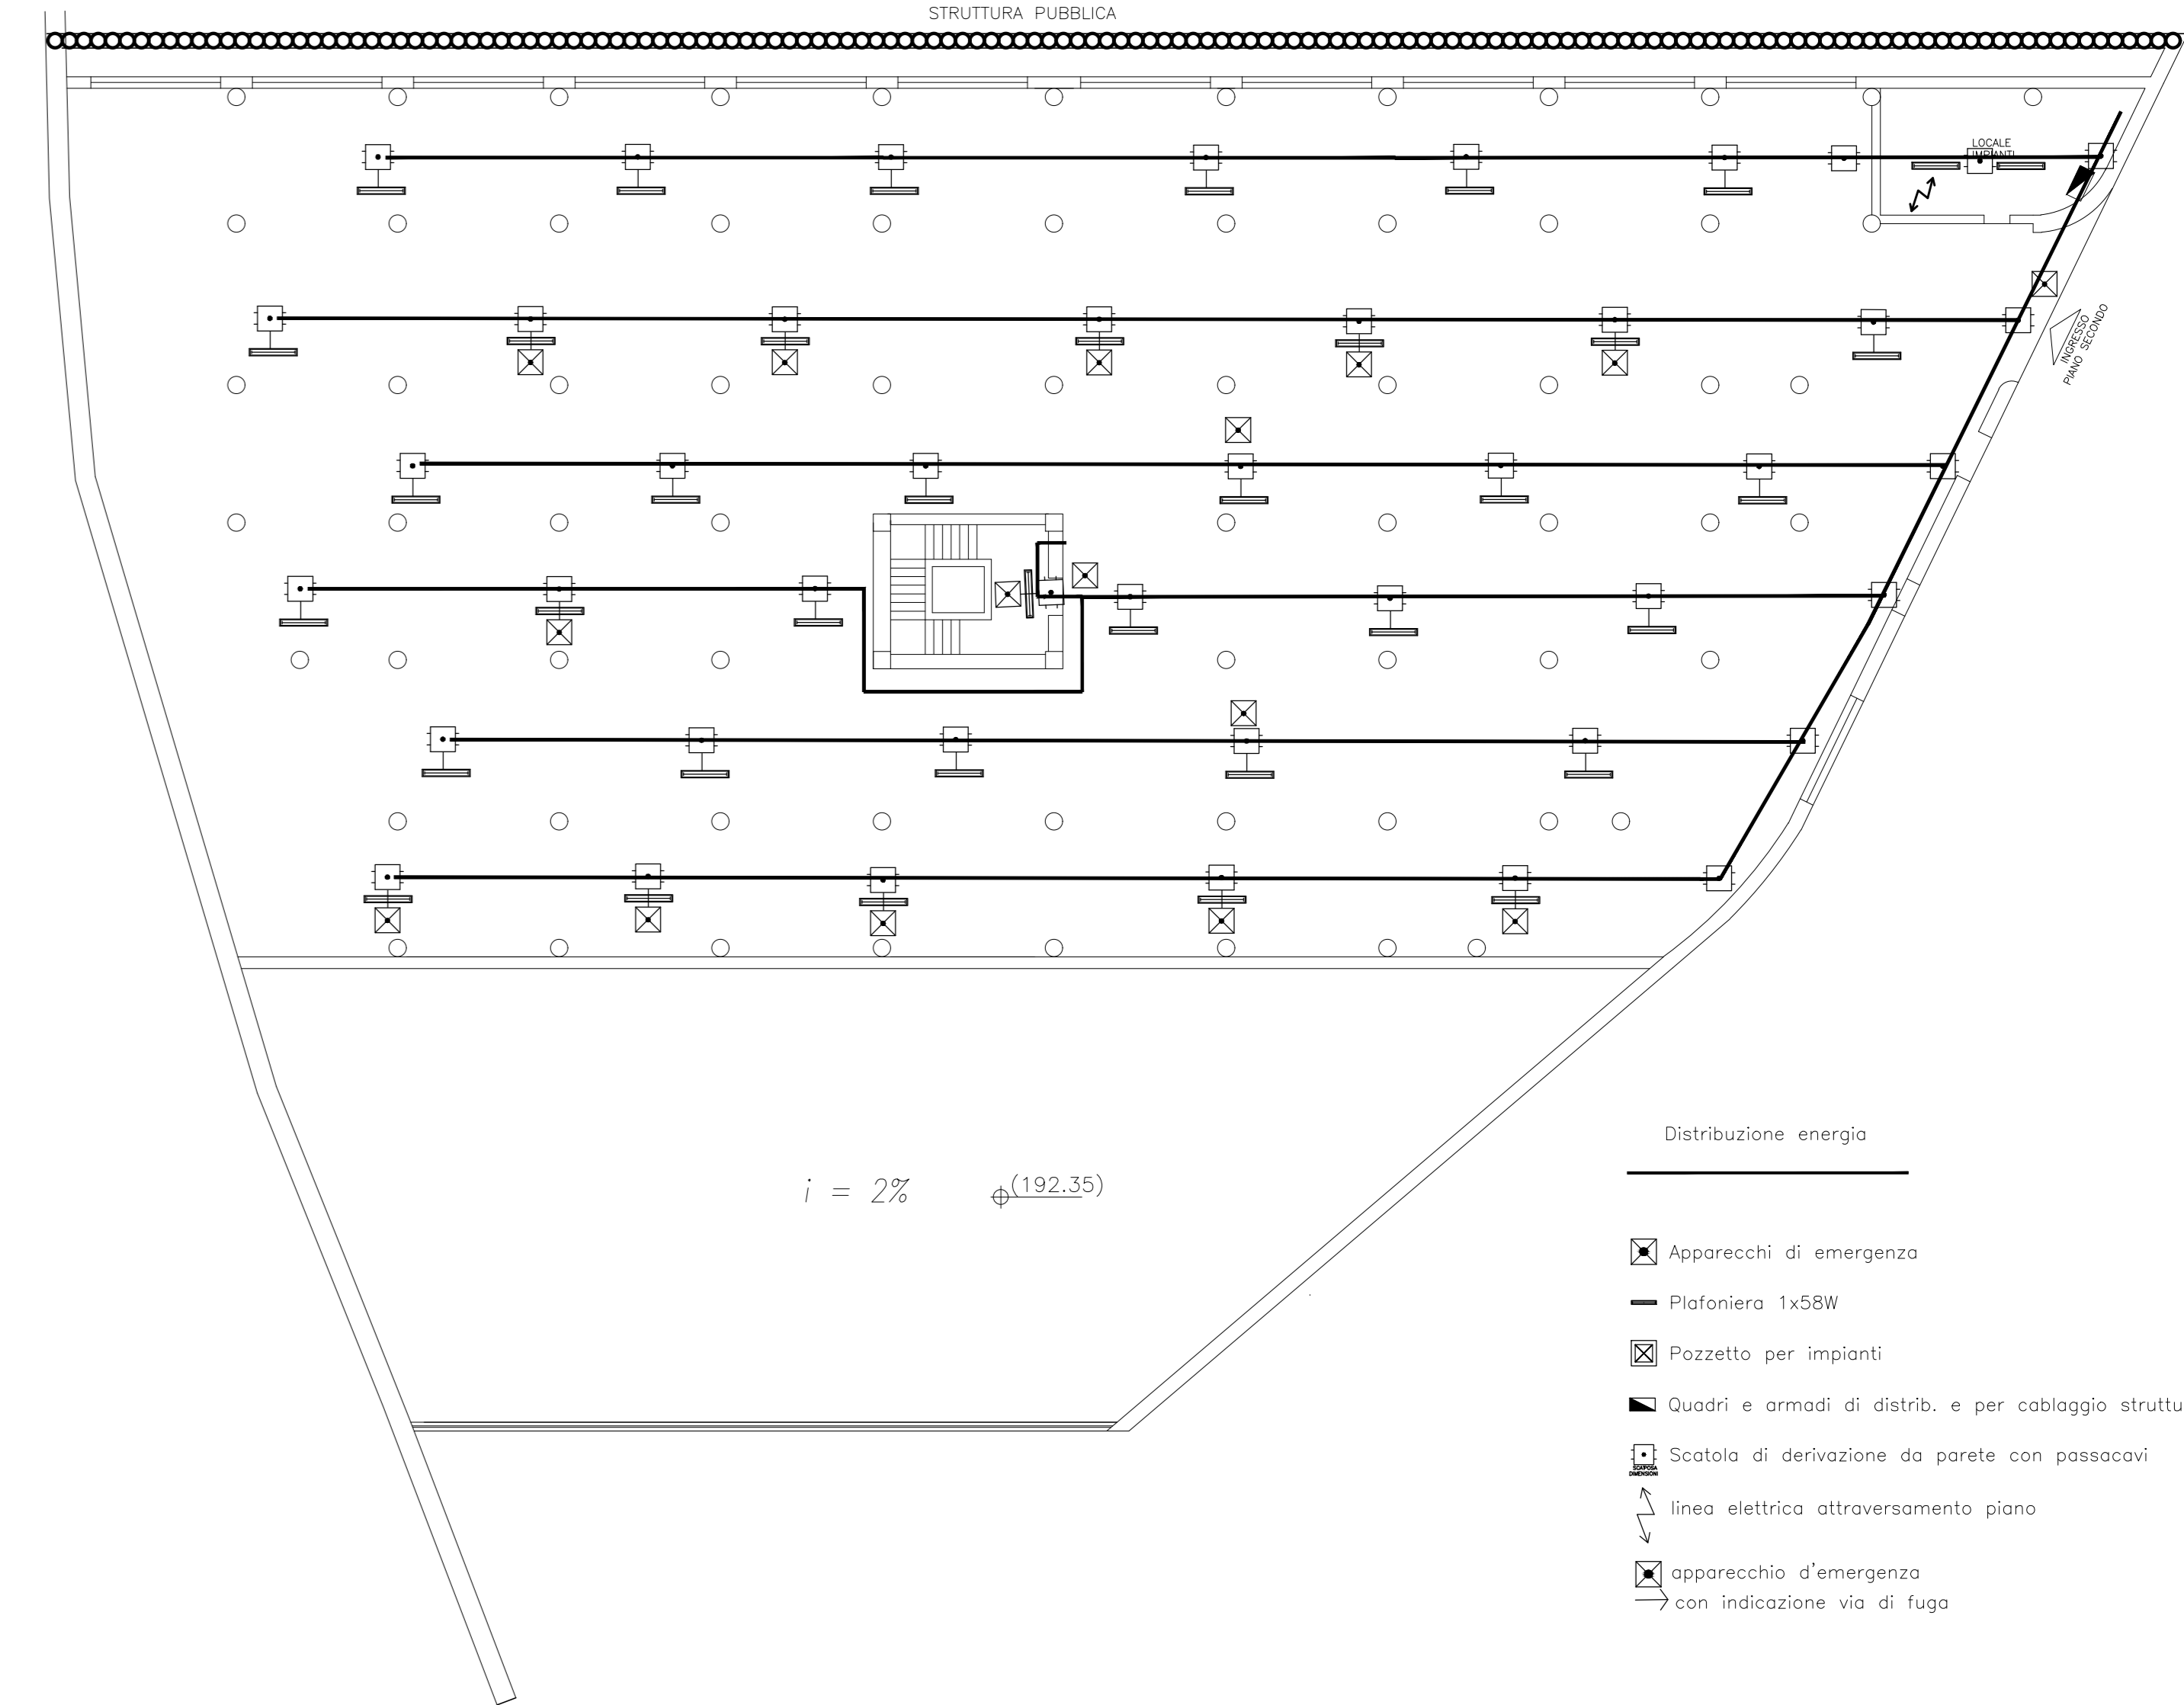 STRUTTURA PUBBLICA
LOCALE
IMPIANTI
INGRESSO
PIANO SECONDO
Distribuzione energia
i = 2%
(192.35)
Apparecchi di emergenza
Plafoniera 1x58W
Pozzetto per impianti
Quadri e armadi di distrib. e per cablaggio struttu
Scatola di derivazione da parete con passacavi
DIMENSIONI
linea elettrica attraversamento piano
apparecchio d'emergenza
con indicazione via di fuga